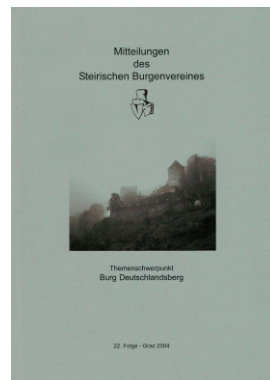 Mitteilungen
des
Steirischen Burgenvereines
Themenschwerpunkt
Burg Deutschlandsberg
22. Folge - Graz 2004